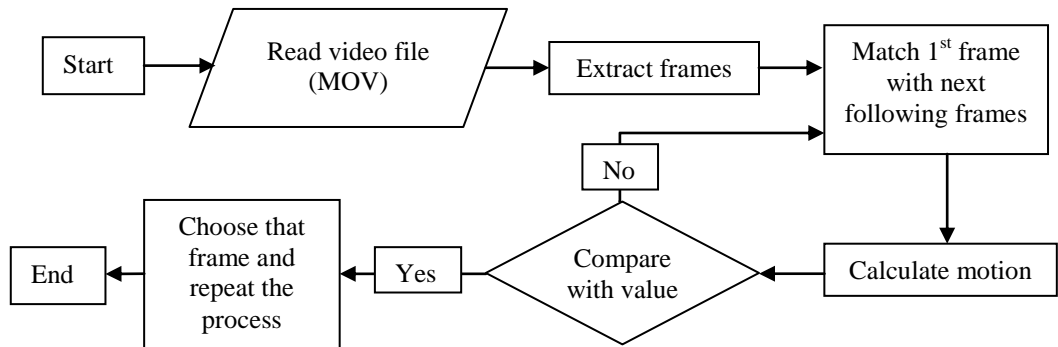 Start
Read video file
(MOV)
Extract frames
Match 1st frame
with next
following frames
No
Calculate motion
Compare
with value
Yes
Choose that
frame and
repeat the
process
End